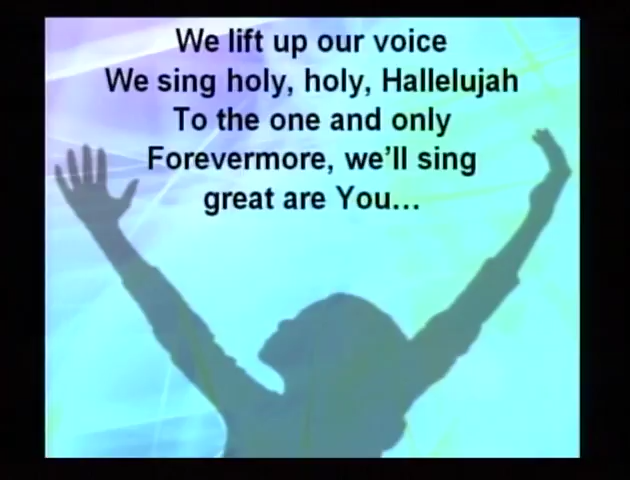 We lift up our voice
We sing holy, holy, Hallelujah
To the one and only
Forevermore, we'll sing
great are You...